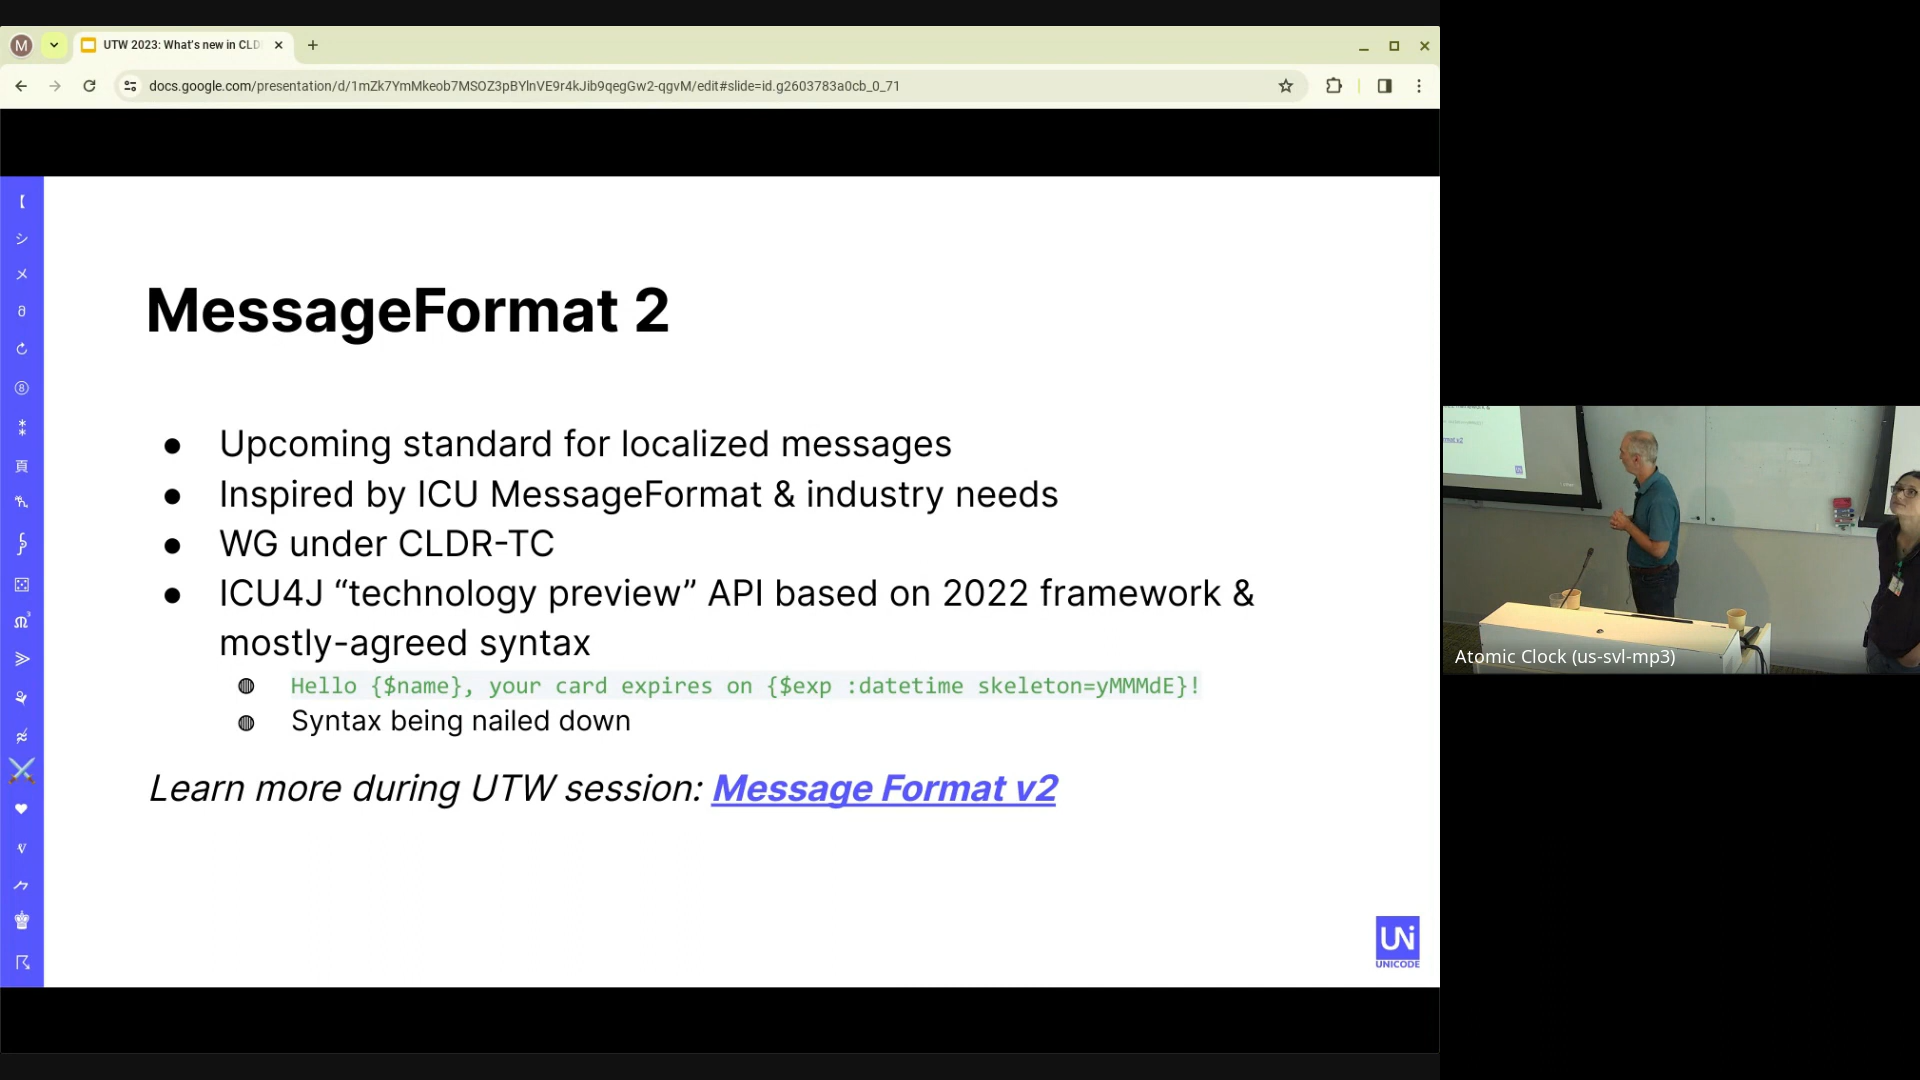 M
UTW 2023: What's new in CLD
docs.google.com/presentation/d/1mZk7YmMkeob7MSOZ3pBYlnVE9r4kJib9qegGw2-qgvM/edit#slide=id.g2603783a0cb_0_71
MessageFormat 2
● Upcoming standard for localized messages
● Inspired by ICU MessageFormat & industry needs
● WG under CLDR-TC
● ICU4J “technology preview” API based on 2022 framework &
mostly-agreed syntax
Hello {$name}, your card expires on {$exp :datetime skeleton=yMMMdE}!
Syntax being nailed down
Learn more during UTW session: Message Format v2
UNi
UNICODE
Atomic Clock (us-svl-mp3)